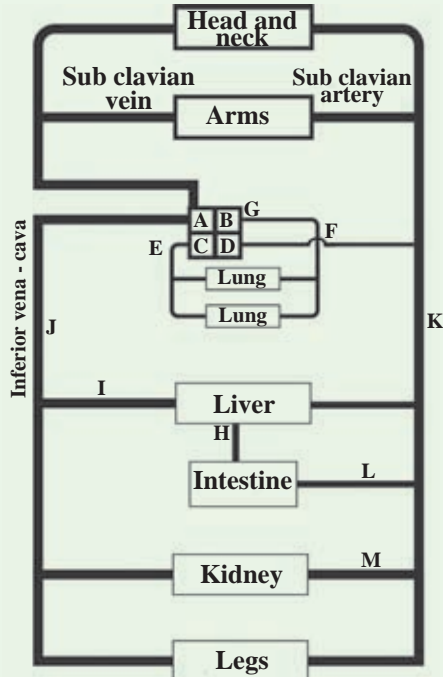 Head and
neck
Sub clavian
vein
Sub clavian
artery
Arms
A B G
F
E C D
Lung
Lung
Inferior vena - cava
J
K
I
Liver
H
Intestine
L
Kidney
M
Legs